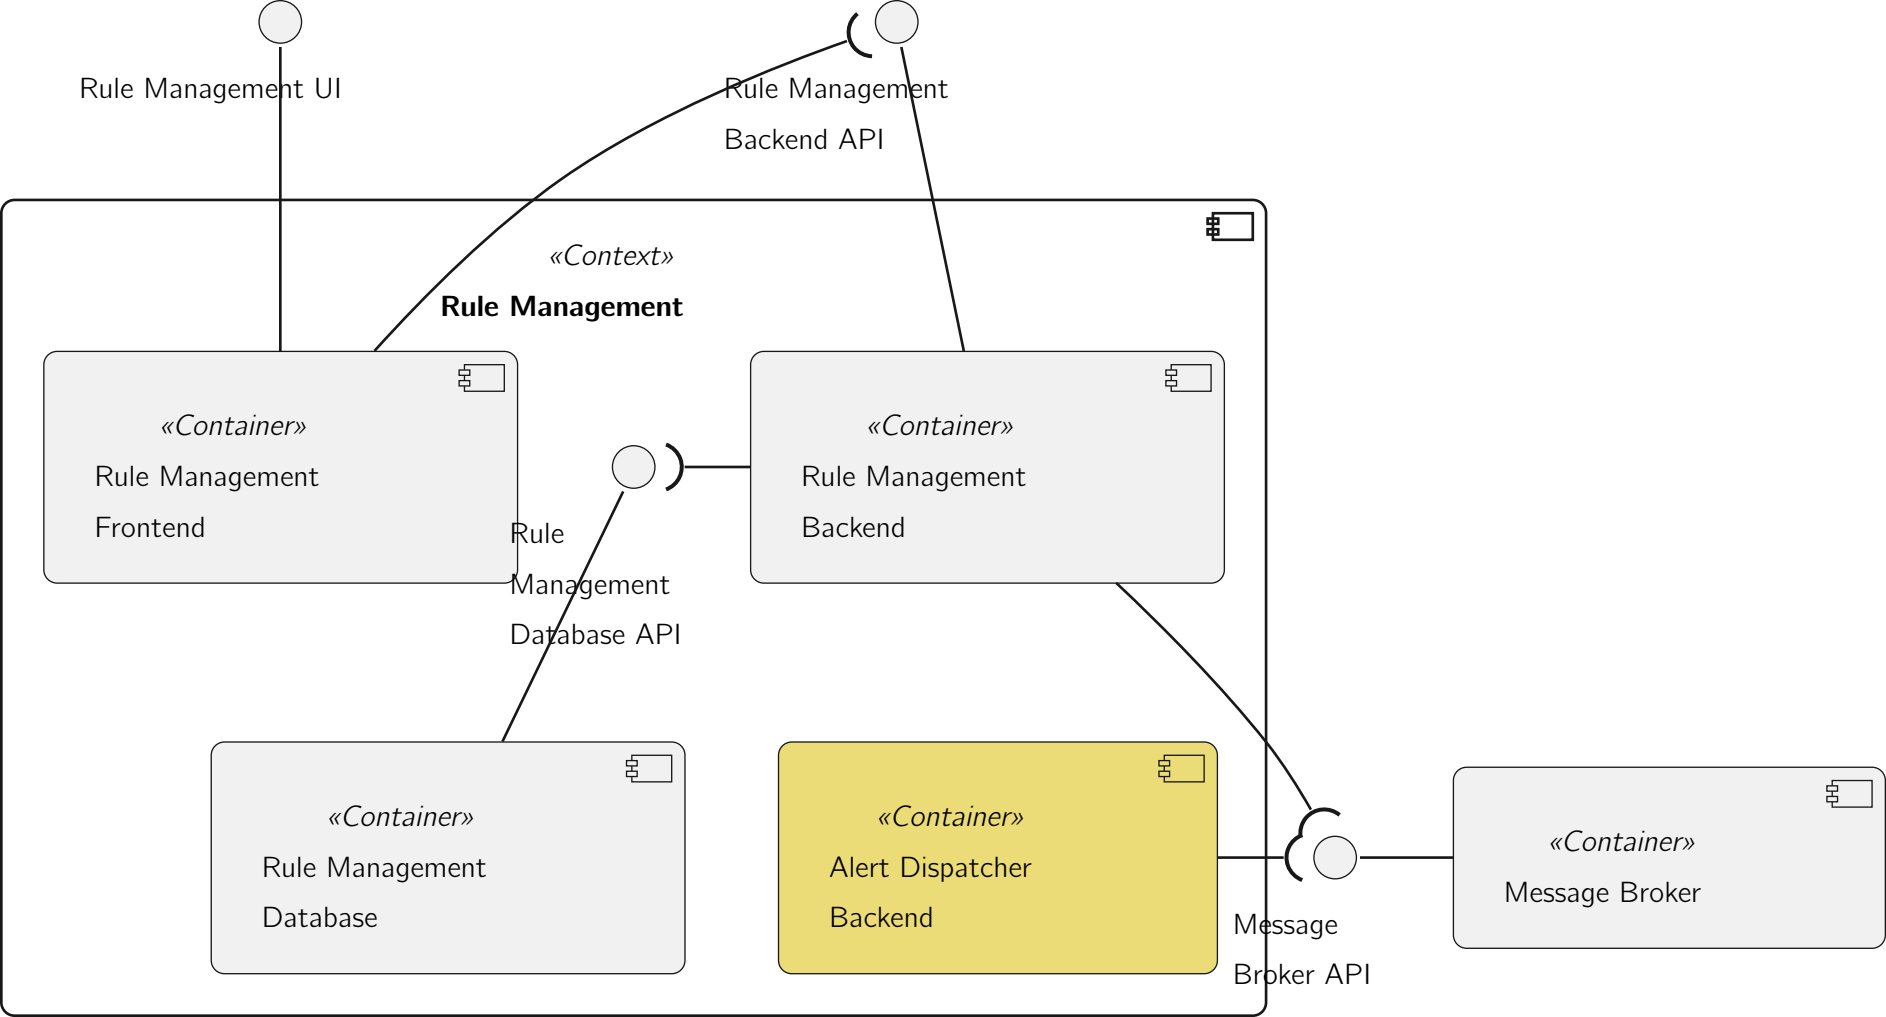 Rule Management UI
Rule Management
Backend API
«Context»
Rule Management
«Container»
Rule Management
Frontend
«Container»
Rule Management
Backend
Rule
Management
Database API
«Container»
Rule Management
Database
«Container»
Alert Dispatcher
Backend
«Container»
Message Broker
Message
Broker API